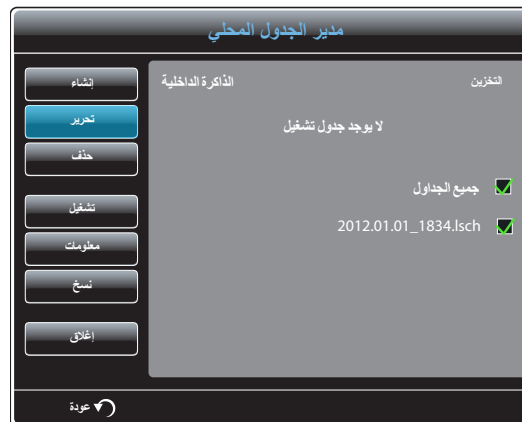 مدير الجدول المحلي
التخزين الذاكرة الداخلية
لا يوجد جدول تشغيل
جميع الجداول
2012.01.01_1834.lsch
إنشاء
تحرير
حذف
تشغيل
معلومات
نسخ
إغلاق
عودة